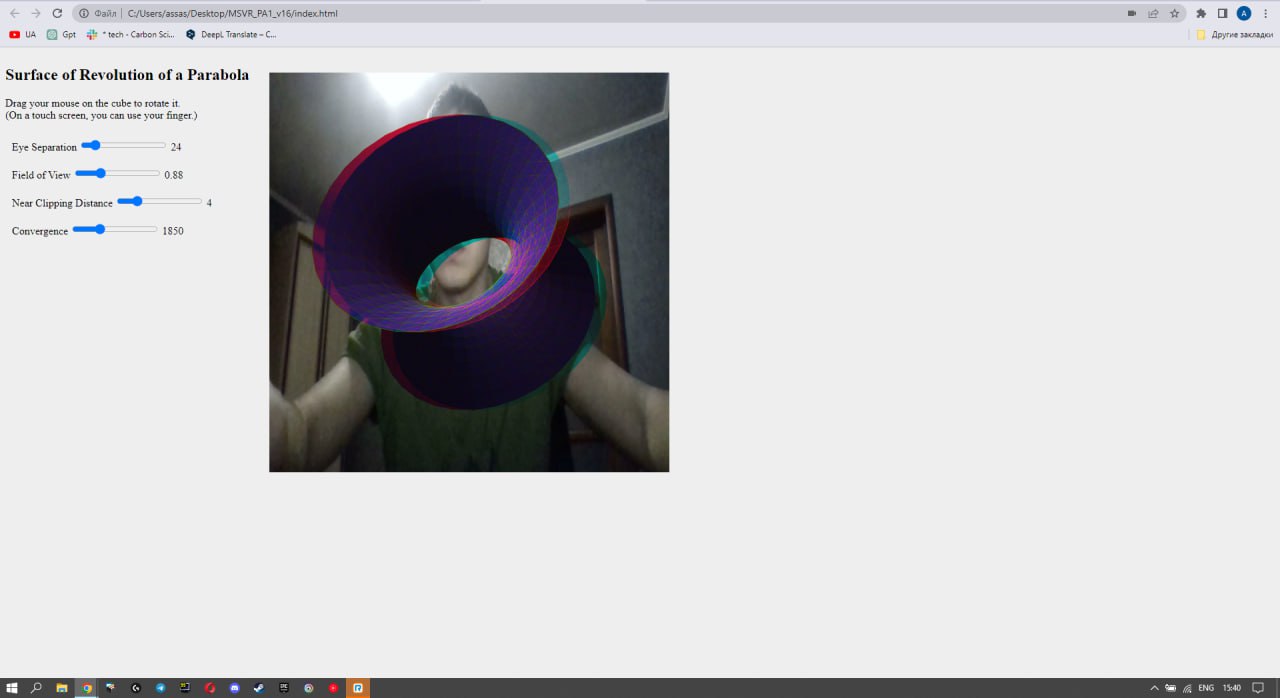 Файл
C:/Users/assas/Desktop/MSVR_PA1_v16/index.html
A
UA
Gpt
* tech - Carbon Sci...
DeepL Translate – C...
Другие закладки
Surface of Revolution of a Parabola
Drag your mouse on the cube to rotate it.
(On a touch screen, you can use your finger.)
Eye Separation 24
Field of View 0.88
Near Clipping Distance 4
Convergence 1850
ENG 15:40